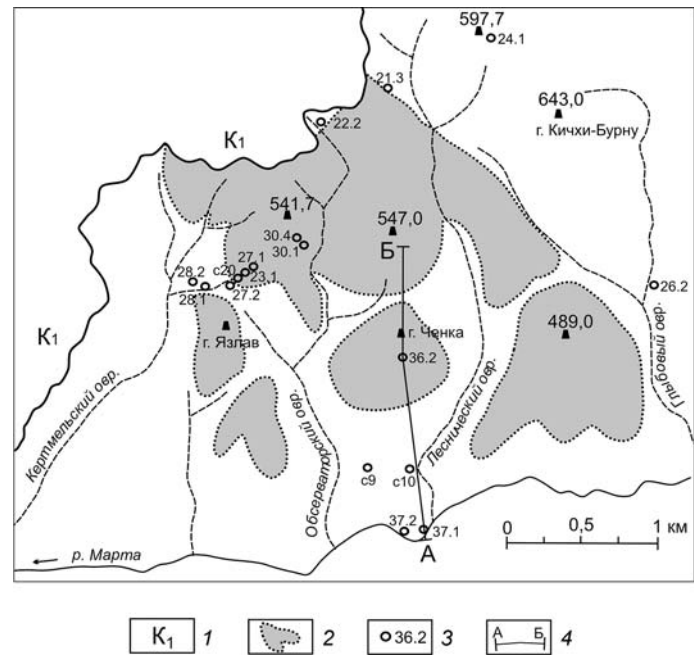 597,7
24.1
21.3
643,0
г. Кичхи-Бурну
22.2
К1
541,7
547,0
30.4
30.1
Б
27.1
с20
23.1
28.2
28.1
27.2
26.2
К1
г. Язлав
г. Ченка
489,0
36.2
Кертмельский овр.
Обсерваторский овр.
Леснический овр.
Глыбовый овр.
с9
с10
37.2
37.1
А
0
0,5
1 км
р. Марта
К1
1
2
36.2
3
А
Б
4